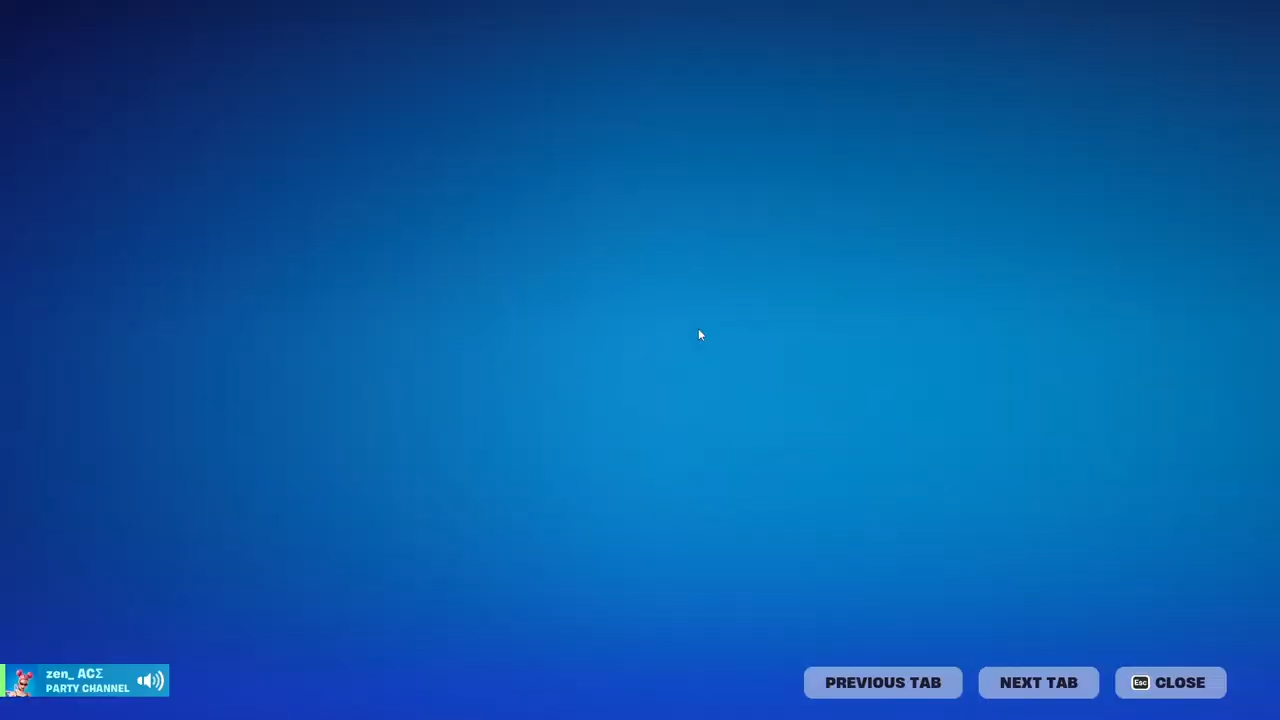 zen_ ACΣ
PARTY CHANNEL
PREVIOUS TAB
NEXT TAB
Esc CLOSE